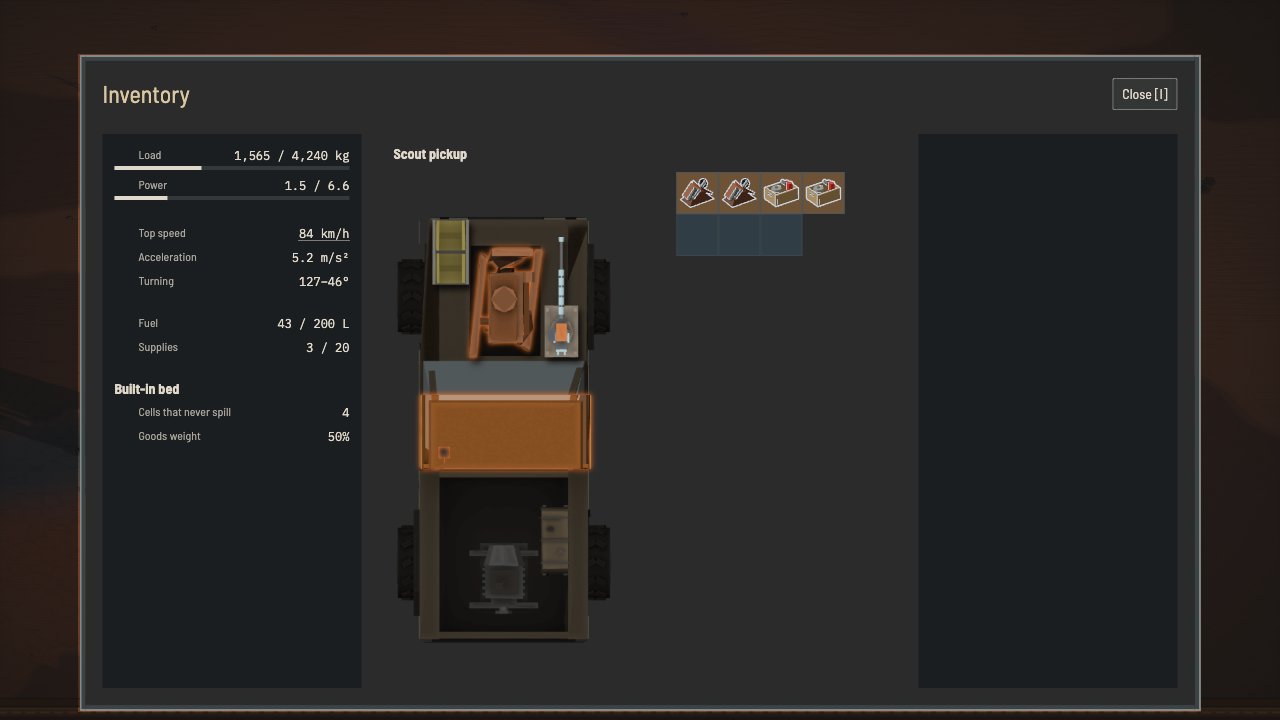 Inventory
Close [I]
Load 1,565 / 4,240 kg
Power 1.5 / 6.6
Top speed 84 km/h
Acceleration 5.2 m/s²
Turning 127–46°
Fuel 43 / 200 L
Supplies 3 / 20
Built-in bed
Cells that never spill 4
Goods weight 50%
Scout pickup